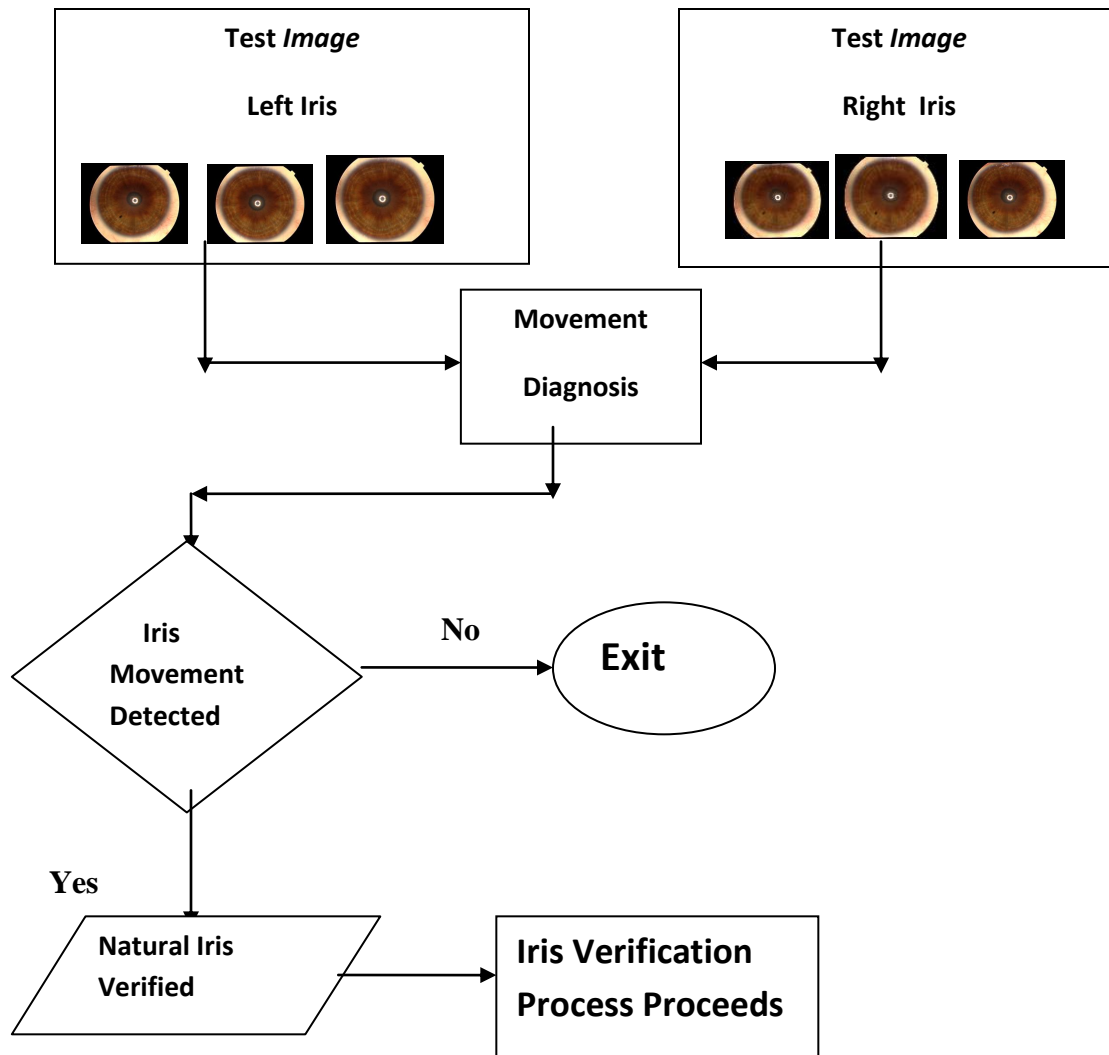 Test Image
Left Iris
Test Image
Right Iris
Movement
Diagnosis
Iris
Movement
Detected
No
Exit
Yes
Natural Iris
Verified
Iris Verification
Process Proceeds